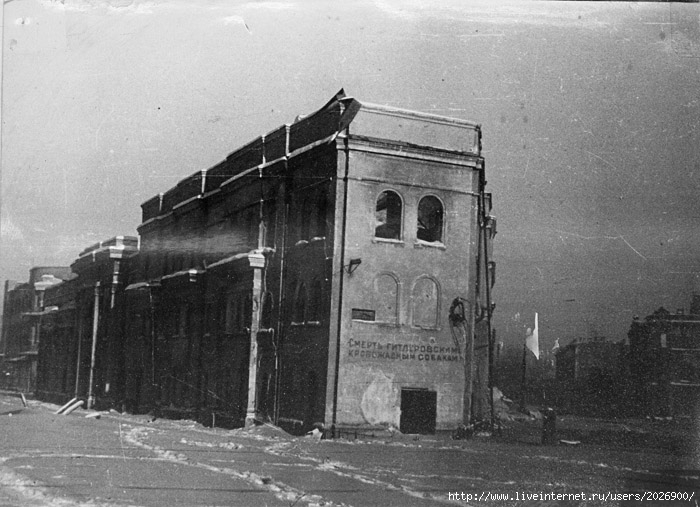 Смерть гитлеровским
кровожадным собакам
http://www.liveinternet.ru/users/2026900/